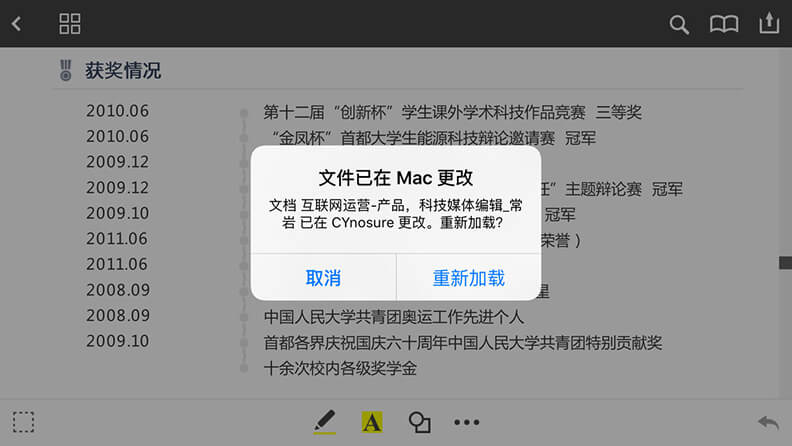 获奖情况
2010.06 第十二届“创新杯”学生课外学术科技作品竞赛 三等奖
2010.06 “金凤杯”首都大学生能源科技辩论邀请赛 冠军
2009.12
2009.12 ”主题辩论赛 冠军
2009.10 冠军
2011.06 荣誉）
2011.06
2008.09 星
2008.09 中国人民大学共青团奥运工作先进个人
2009.10 首都各界庆祝国庆六十周年中国人民大学共青团特别贡献奖
十余次校内各级奖学金
文件已在 Mac 更改
文档 互联网运营-产品，科技媒体编辑_常
岩 已在 CYnosure 更改。重新加载?
取消 重新加载
A